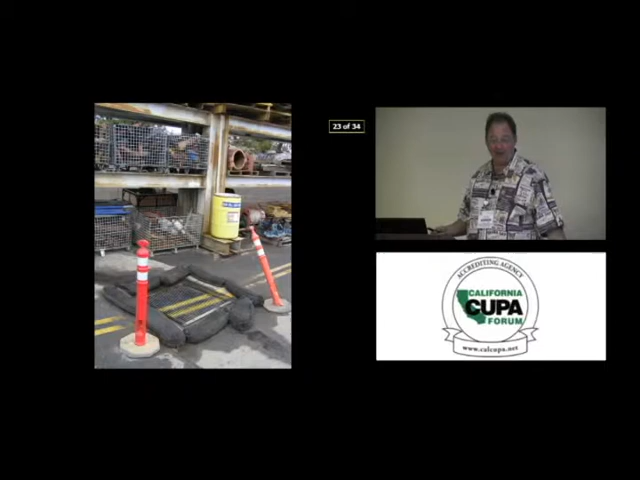 23 of 34
ACCREDITING AGENCY
CALIFORNIA
CUPA
FORUM
www.calcupa.net